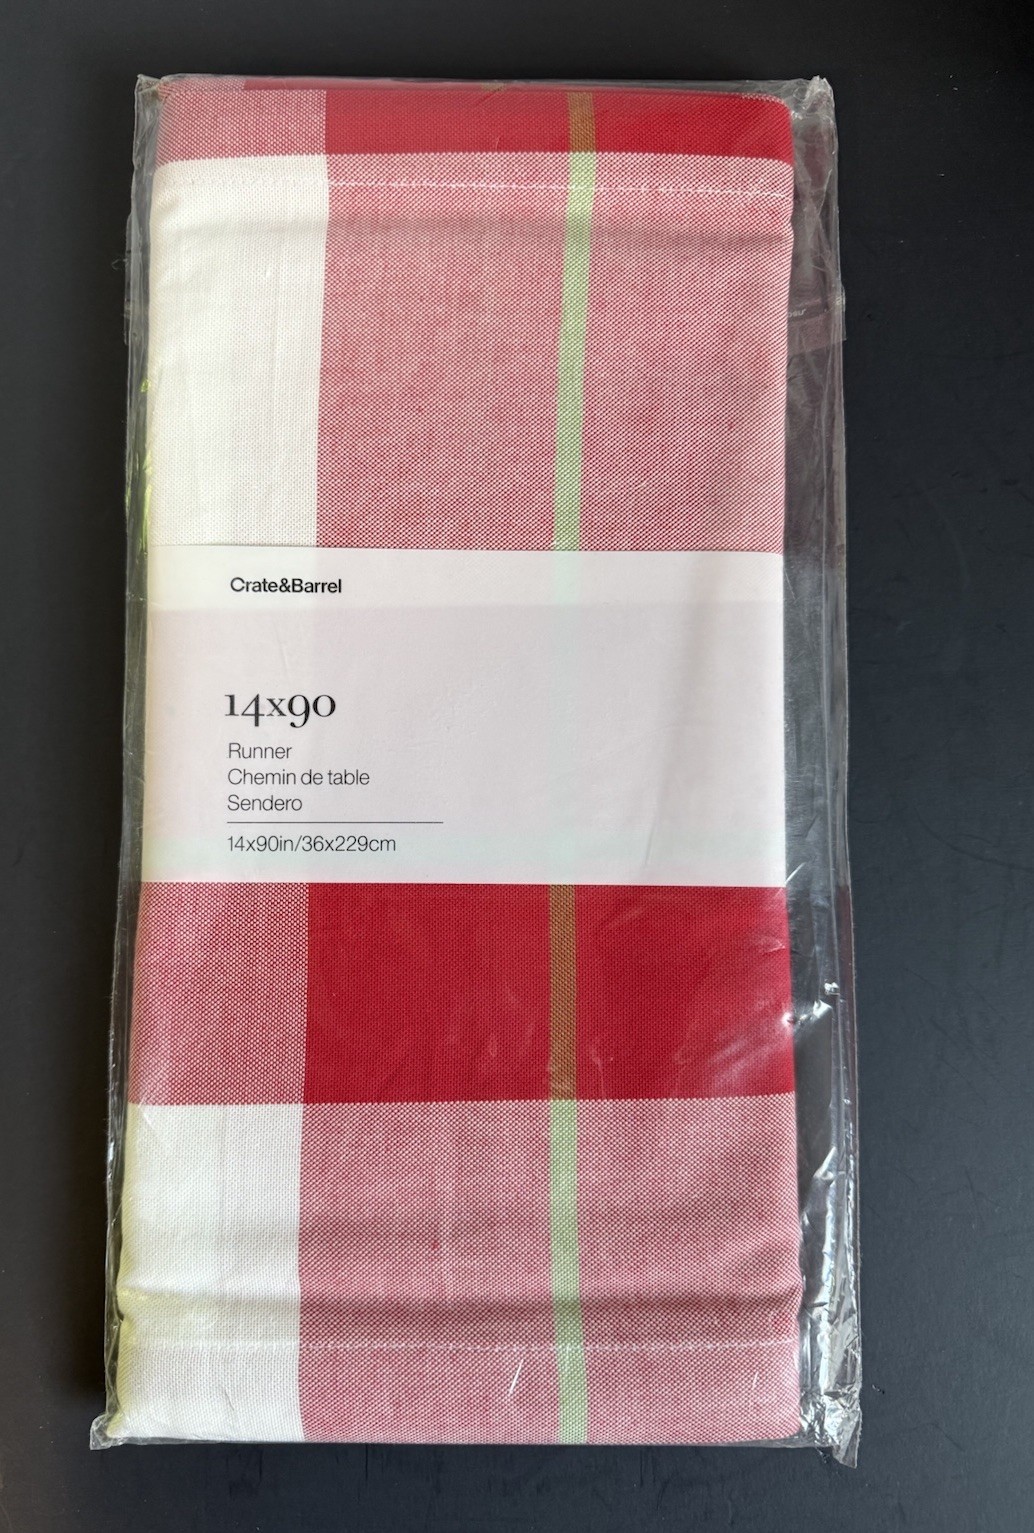 Crate&Barrel
14x90
Runner
Chemin de table
Sendero
14x90in/36x229cm